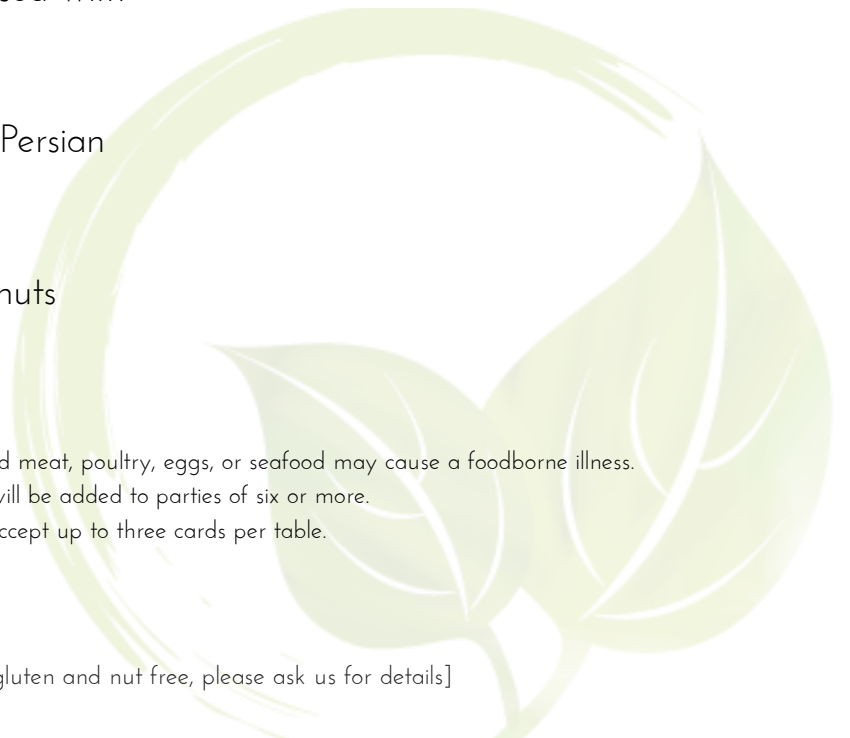 Persian
nuts
d meat, poultry, eggs, or seafood may cause a foodborne illness.
will be added to parties of six or more.
ccept up to three cards per table.
gluten and nut free, please ask us for details]